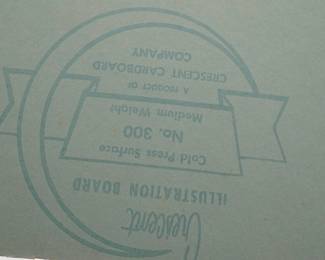 Crescent
ILLUSTRATION BOARD
Cold Press Surface
No. 300
Medium Weight
A PRODUCT OF
CRESCENT CARDBOARD
COMPANY